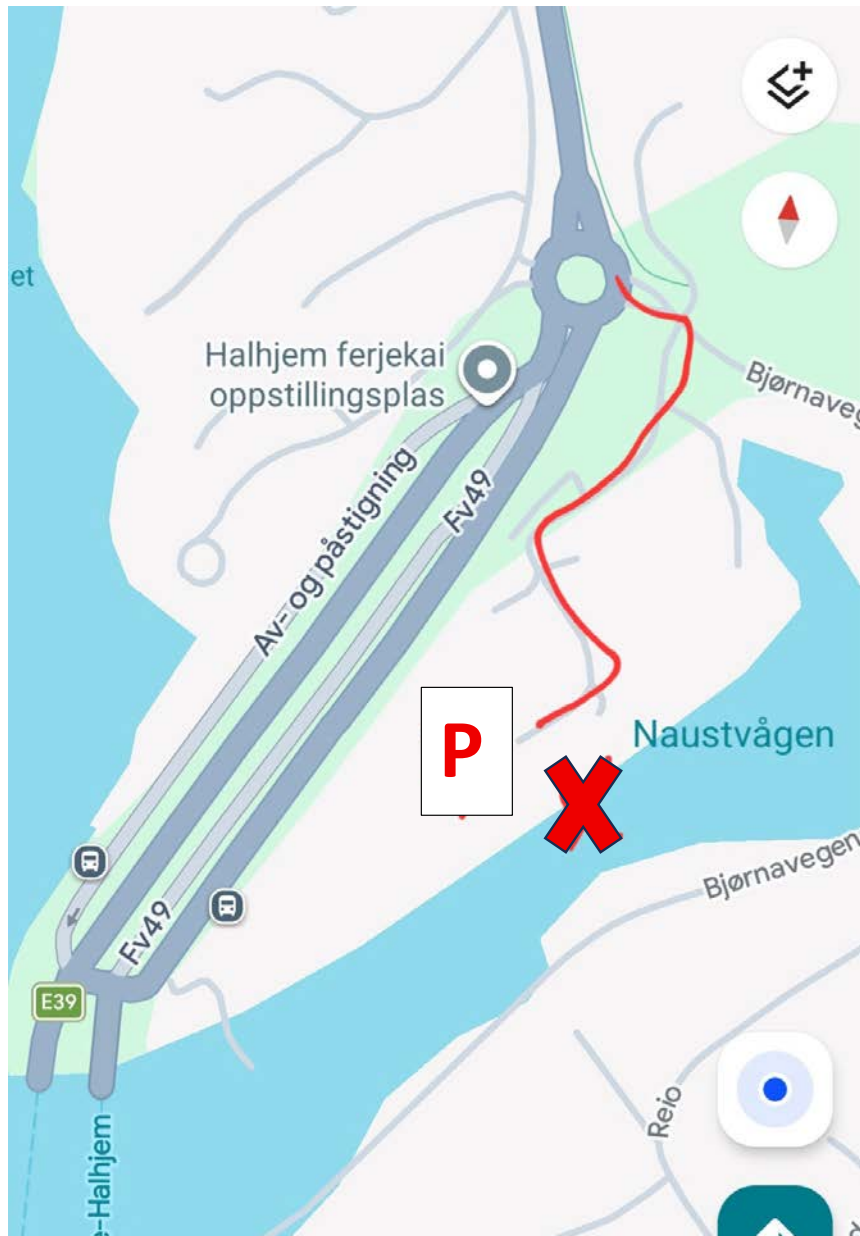 et
Halhjem ferjekai
oppstillingsplas
Bjørnaveg
Av- og påstigning
Fv49
P
Naustvågen
Bjørnavegen
Fv49
E39
Reio
e-Halhjem